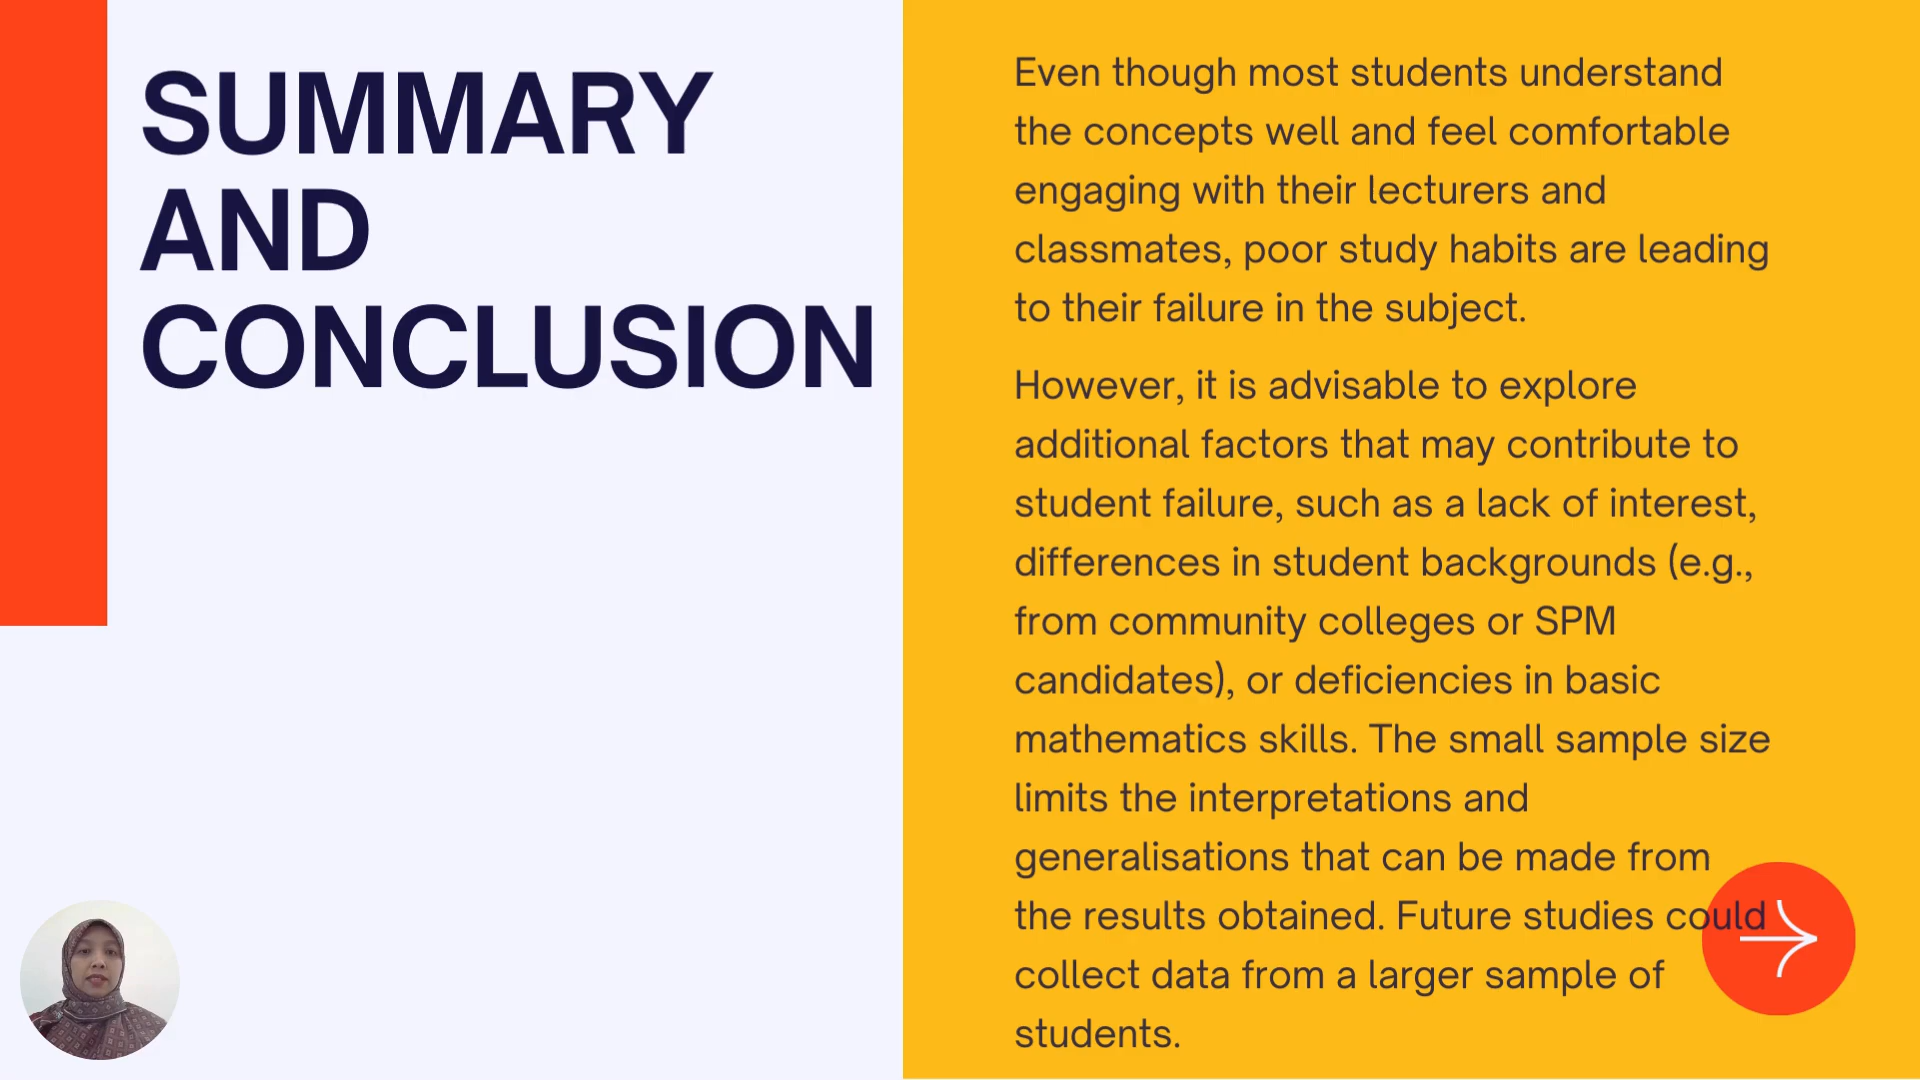 SUMMARY
AND
CONCLUSION
Even though most students understand
the concepts well and feel comfortable
engaging with their lecturers and
classmates, poor study habits are leading
to their failure in the subject.
However, it is advisable to explore
additional factors that may contribute to
student failure, such as a lack of interest,
differences in student backgrounds (e.g.,
from community colleges or SPM
candidates), or deficiencies in basic
mathematics skills. The small sample size
limits the interpretations and
generalisations that can be made from
the results obtained. Future studies could
collect data from a larger sample of
students.